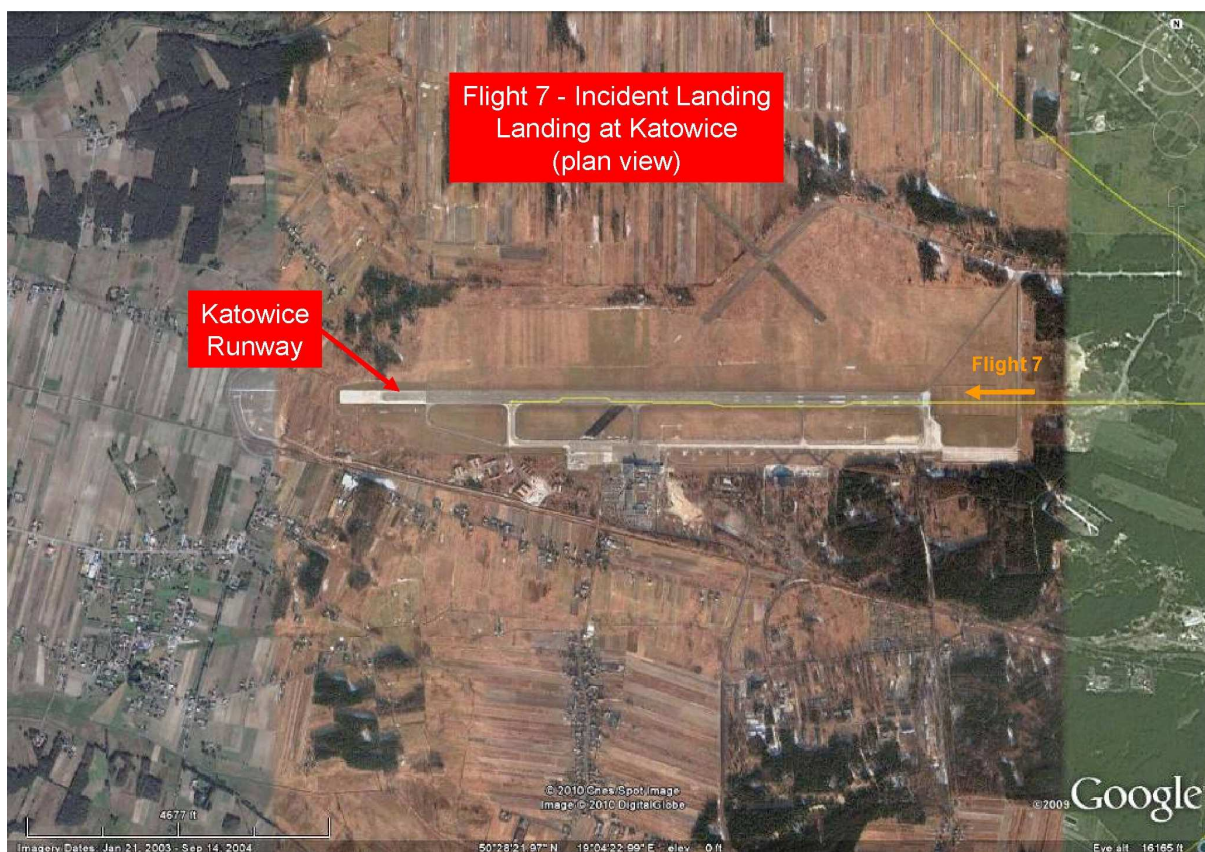 N
Flight 7 - Incident Landing
Landing at Katowice
(plan view)
Katowice
Runway
Flight 7
© 2010 Cnes/Spot Image
Image © 2010 DigitalGlobe
©2009 Google
4677 ft
Imagery Dates: Jan 21, 2003 - Sep 14, 2004
50°28'21.97" N 19°04'22.99" E elev 0 ft
Eye alt 16165 ft